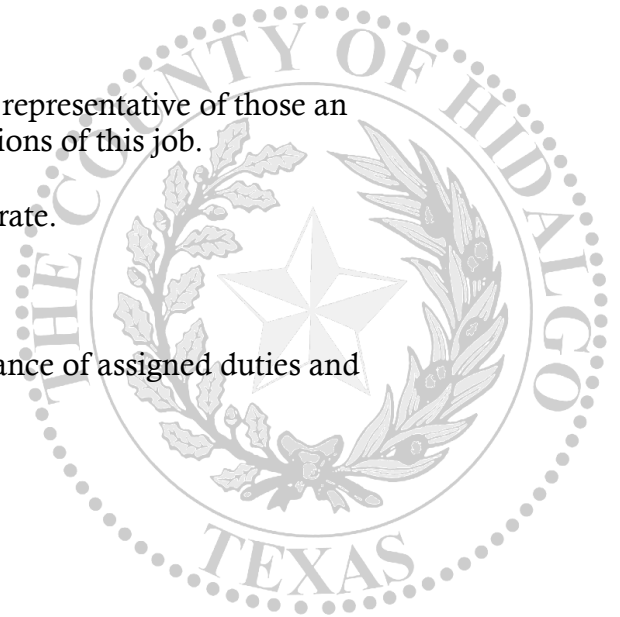 representative of those an
ions of this job.
rate.
ance of assigned duties and
THE COUNTY OF HIDALGO
TEXAS